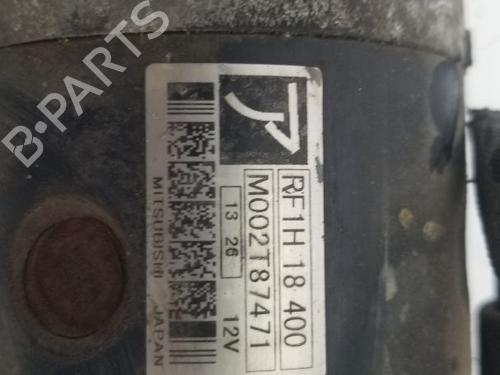 RF1H 18 400
M002T87471
13 26
12V
MITSUBISHI
JAPAN
B-PARTS